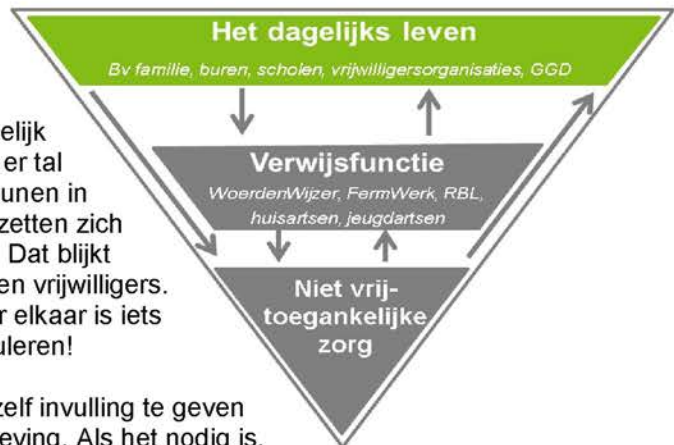 Het dagelijks leven
Bv familie, buren, scholen, vrijwilligersorganisaties, GGD
Verwijsfunctie
WoerdenWijzer, FermWerk, RBL,
huisartsen, jeugdartsen
Niet vrij-
toegankelijke
zorg
elijk
er tal
unen in
zetten zich
Dat blijkt
en vrijwilligers.
r elkaar is iets
uleren!
zelf invulling te geven
eving. Als het nodig is,